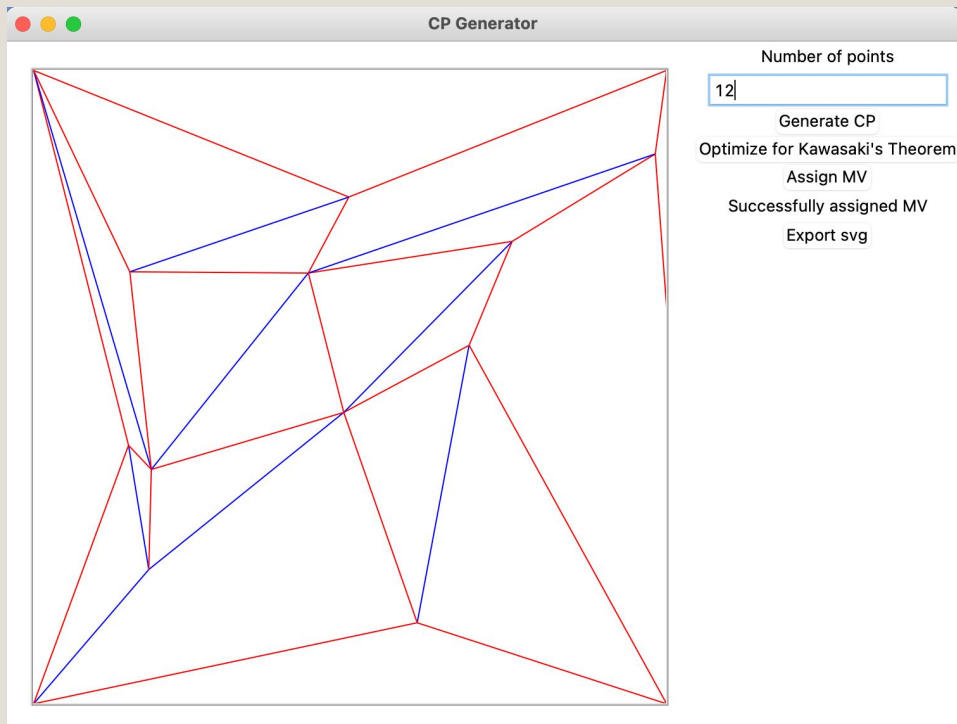 CP Generator
Number of points
12
Generate CP
Optimize for Kawasaki's Theorem
Assign MV
Successfully assigned MV
Export svg